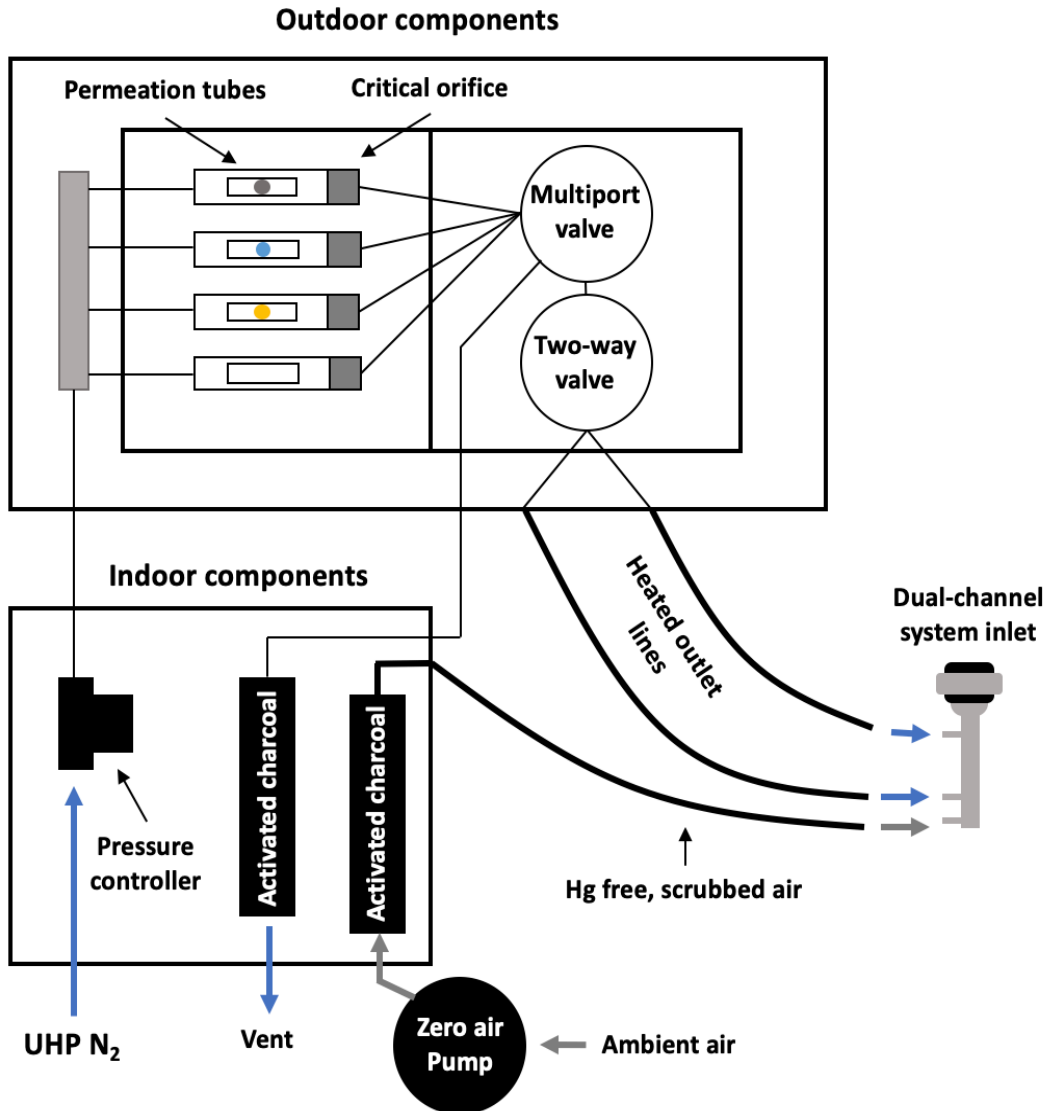 Outdoor components
Permeation tubes
Critical orifice
Multiport
valve
Two-way
valve
Heated outlet
lines
Indoor components
Dual-channel
system inlet
Activated charcoal
Activated charcoal
Pressure
controller
Hg free, scrubbed air
UHP N₂
Vent
Zero air
Pump
Ambient air